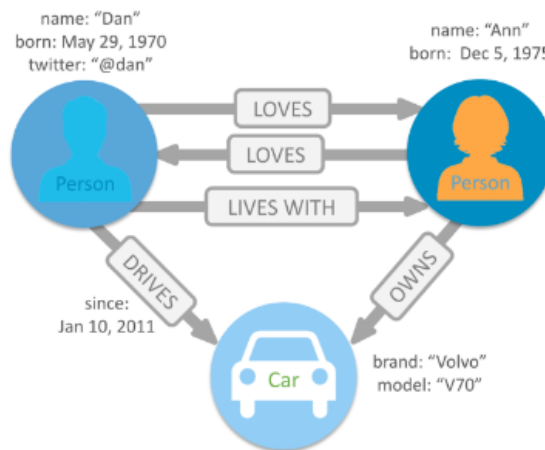 name: “Dan”
born: May 29, 1970
twitter: “@dan”
name: “Ann”
born: Dec 5, 1975
LOVES
LOVES
Person
Person
LIVES WITH
DRIVES
OWNS
since:
Jan 10, 2011
Car
brand: “Volvo”
model: “V70”